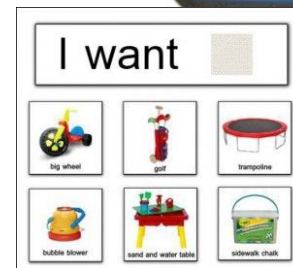 I want
big wheel
golf
trampoline
bubble blower
sand and water table
sidewalk chalk